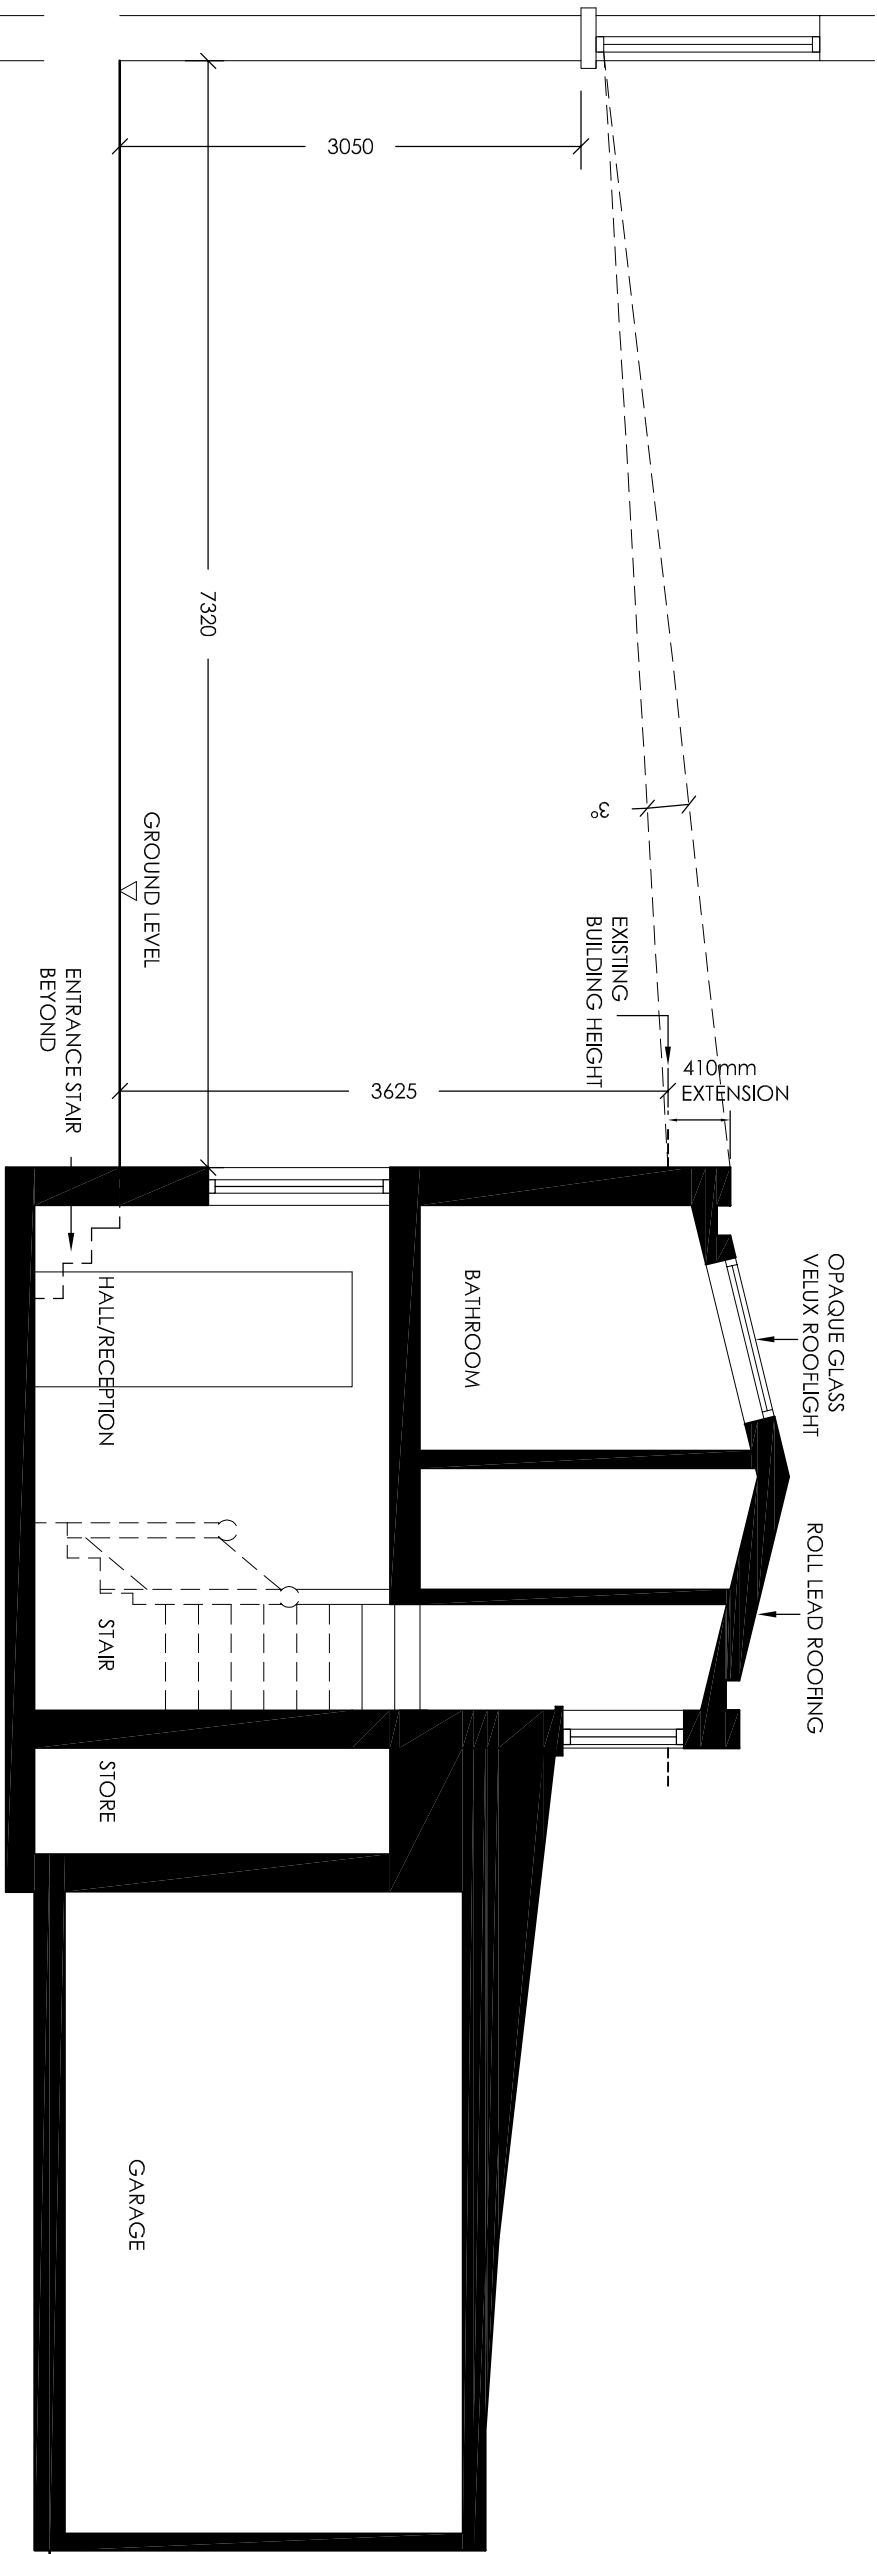 3050
7320
3°
GROUND LEVEL
EXISTING
BUILDING HEIGHT
ENTRANCE STAIR
BEYOND
410mm
EXTENSION
3625
OPAQUE GLASS
VELUX ROOFLIGHT
BATHROOM
HALL/RECEPTION
ROLL LEAD ROOFING
STAIR
STORE
GARAGE